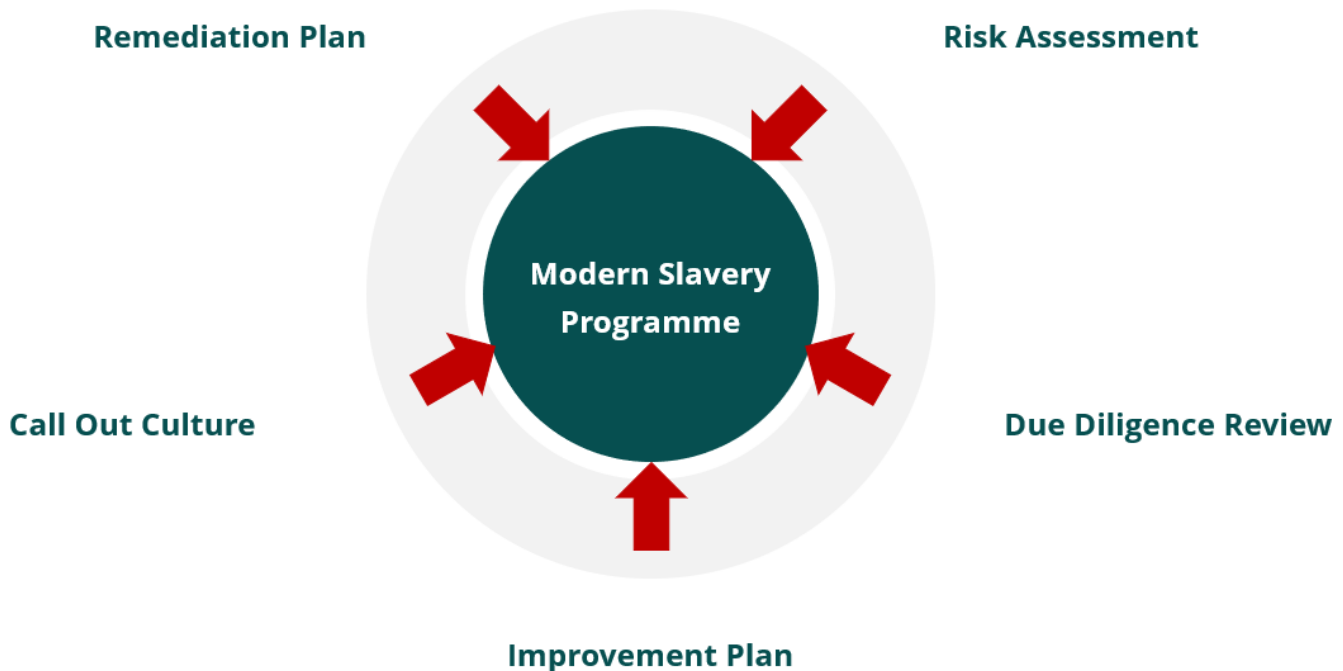 Remediation Plan
Risk Assessment
Modern Slavery
Programme
Call Out Culture
Due Diligence Review
Improvement Plan